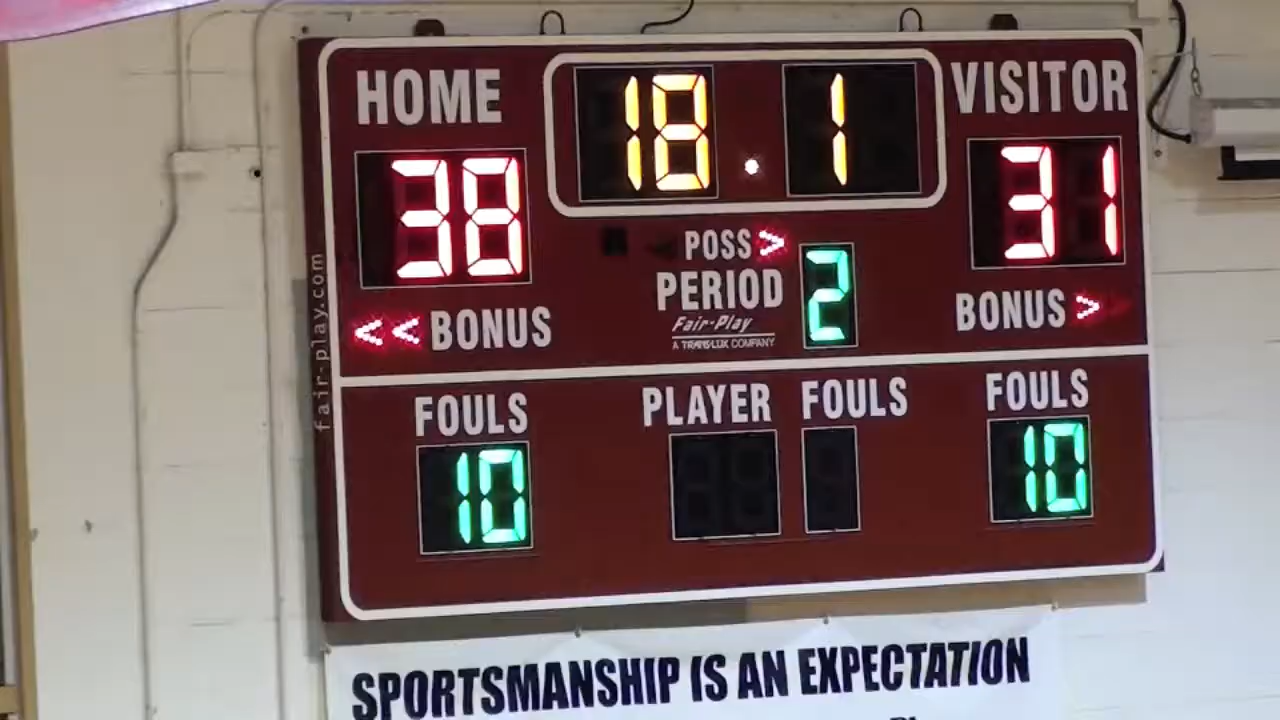 HOME
18.1
VISITOR
38
31
POSS >
PERIOD
2
Fair-Play
A TRANS-LUX COMPANY
<< BONUS
BONUS >
fair-play.com
FOULS
PLAYER
FOULS
FOULS
10
10
SPORTSMANSHIP IS AN EXPECTATION